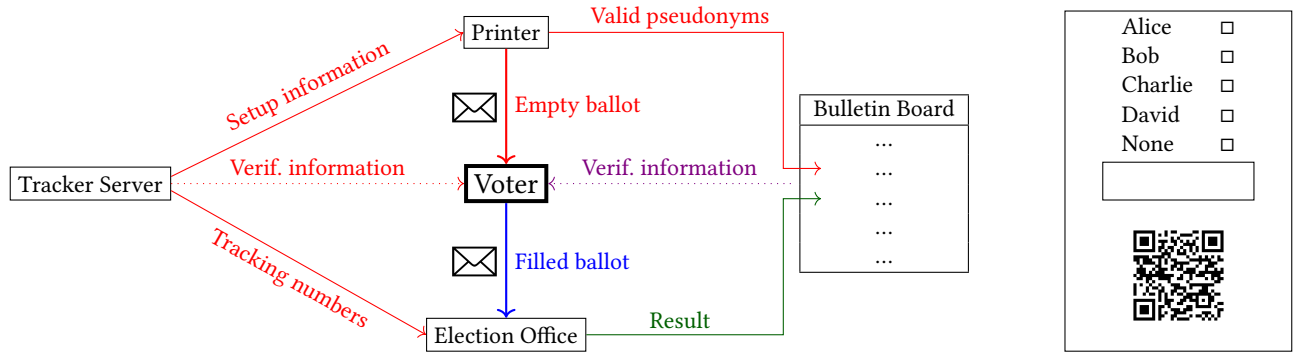 Valid pseudonyms
Printer
Setup information
Empty ballot
Bulletin Board
...
...
...
...
...
Verif. information
Verif. information
Tracker Server
Voter
Tracking numbers
Filled ballot
Result
Election Office
Alice
Bob
Charlie
David
None